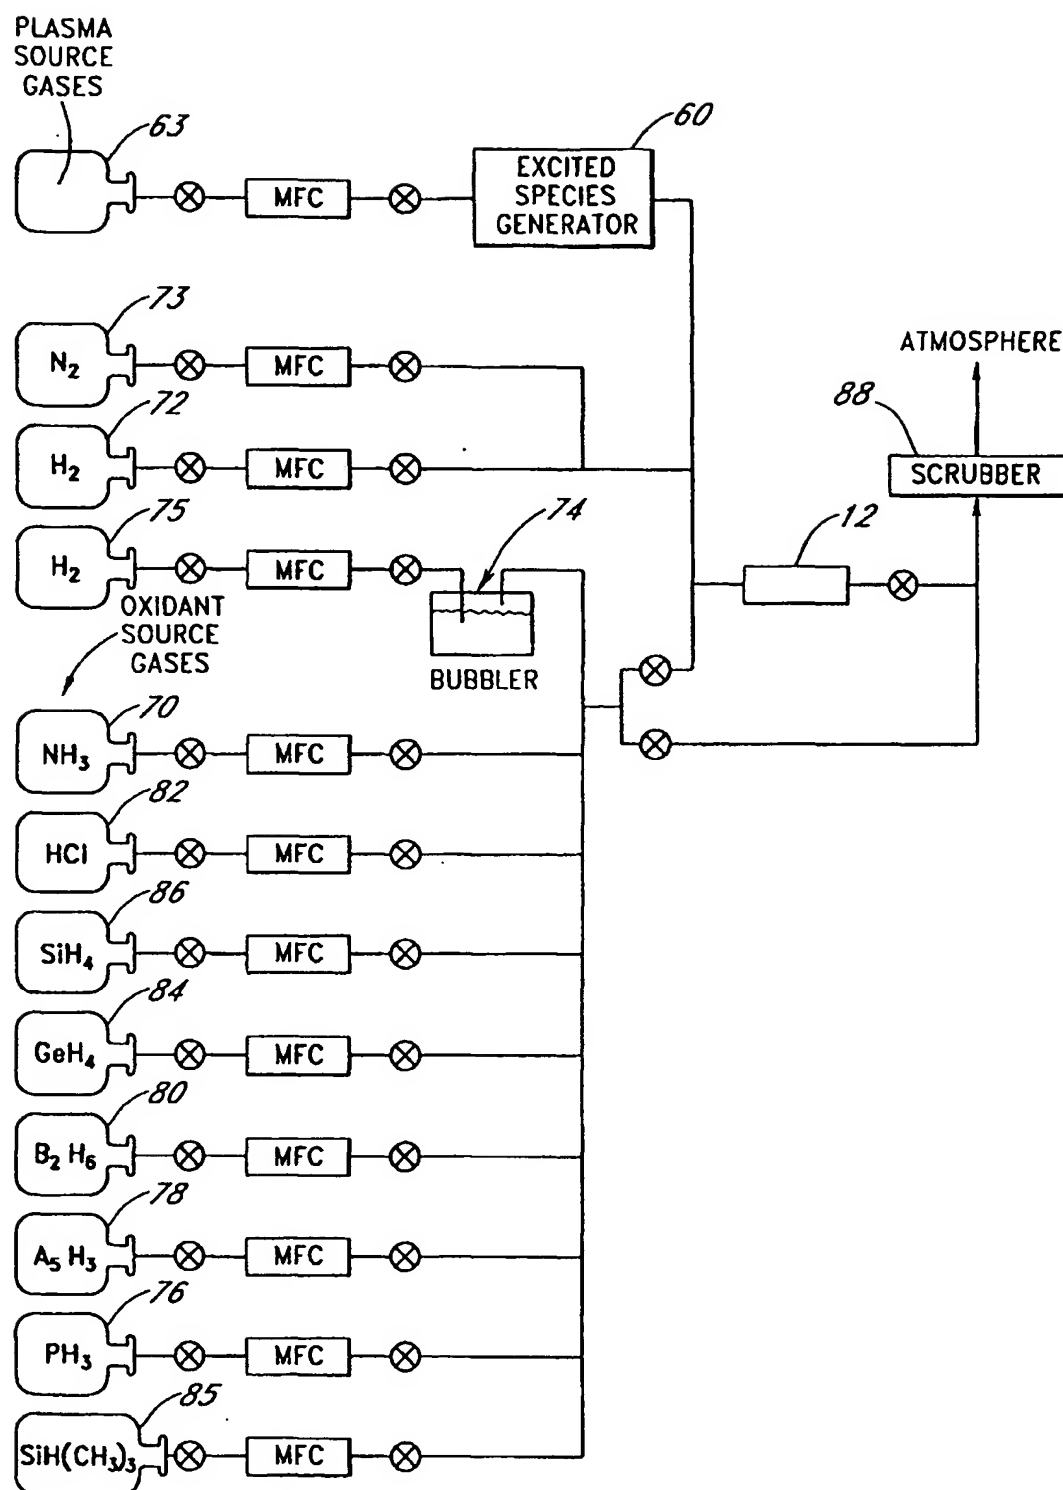 PLASMA
SOURCE
GASES
63
MFC
60
EXCITED
SPECIES
GENERATOR
73
N2
MFC
72
H2
MFC
75
H2
MFC
74
BUBBLER
OXIDANT
SOURCE
GASES
ATMOSPHERE
88
SCRUBBER
12
70
NH3
MFC
82
HCl
MFC
86
SiH4
MFC
84
GeH4
MFC
80
B2 H6
MFC
78
A5 H3
MFC
76
PH3
MFC
85
SiH(CH3)3
MFC